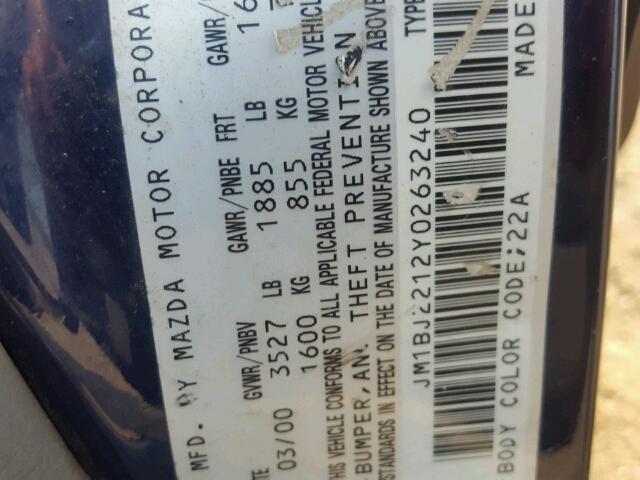 MFD. BY MAZDA MOTOR CORPORA
GVWR/PNBV GAWR/PNBE FRT GAWR/
03/00 3527 LB 1885 LB 16
1600 KG 855 KG
THIS VEHICLE CONFORMS TO ALL APPLICABLE FEDERAL MOTOR VEHICL
BUMPER, AND THEFT PREVENTION
STANDARDS IN EFFECT ON THE DATE OF MANUFACTURE SHOWN ABOVE
JM1BJ2212Y0263240 TYPE
BODY COLOR CODE;22A MADE